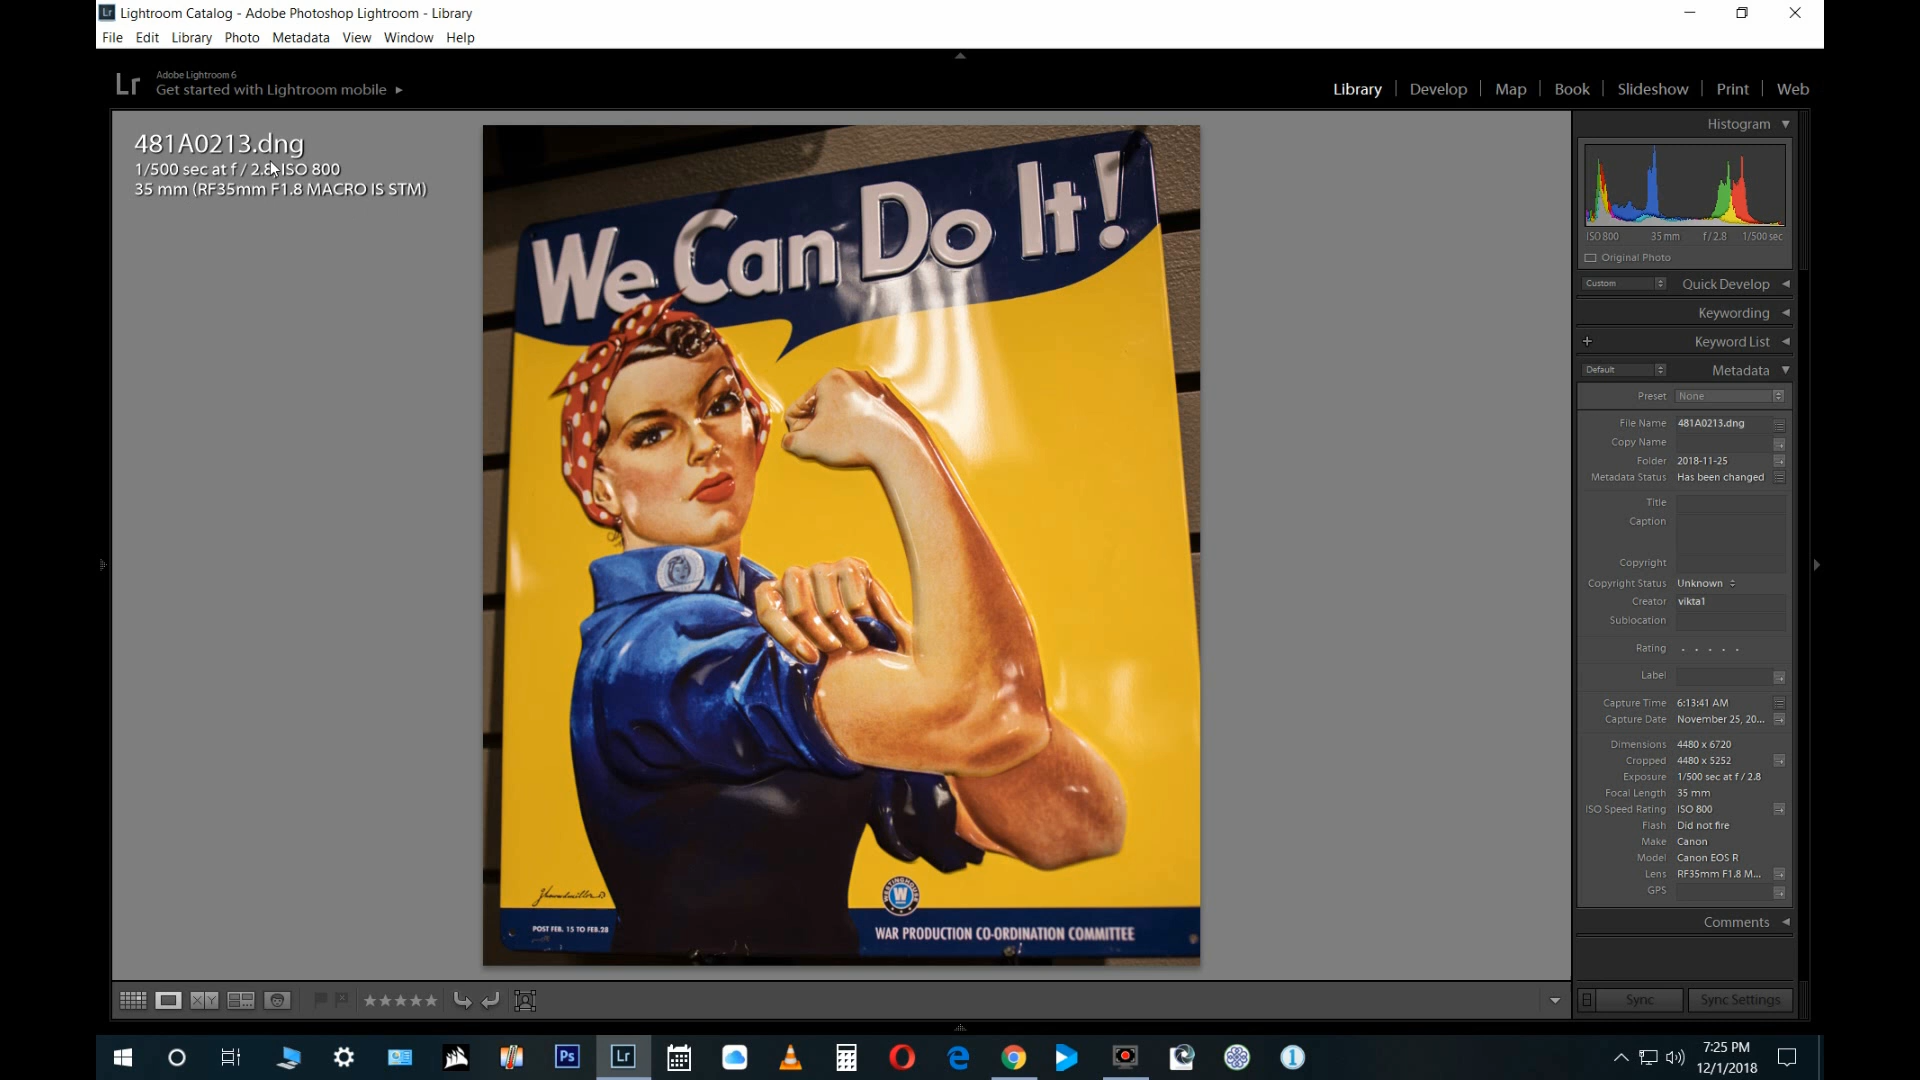 Lr Lightroom Catalog - Adobe Photoshop Lightroom - Library
File Edit Library Photo Metadata View Window Help
Lr
Adobe Lightroom 6
Get started with Lightroom mobile
Library Develop Map Book Slideshow Print Web
481A0213.dng
1/500 sec at f / 2.8 ISO 800
35 mm (RF35mm F1.8 MACRO IS STM)
We Can Do It!
POST FEB. 15 TO FEB.28
WESTINGHOUSE
W
WAR PRODUCTION CO-ORDINATION COMMITTEE
Histogram
ISO 800 35 mm f / 2.8 1/500 sec
Original Photo
Custom Quick Develop
Keywording
+ Keyword List
Default Metadata
Preset None
File Name 481A0213.dng
Copy Name
Folder 2018-11-25
Metadata Status Has been changed
Title
Caption
Copyright
Copyright Status Unknown
Creator vikta1
Sublocation
Rating . . . . .
Label
Capture Time 6:13:41 AM
Capture Date November 25, 20...
Dimensions 4480 x 6720
Cropped 4480 x 5252
Exposure 1/500 sec at f / 2.8
Focal Length 35 mm
ISO Speed Rating ISO 800
Flash Did not fire
Make Canon
Model Canon EOS R
Lens RF35mm F1.8 M...
GPS
Comments
Sync Sync Settings
XY
Ps Lr
7:25 PM
12/1/2018